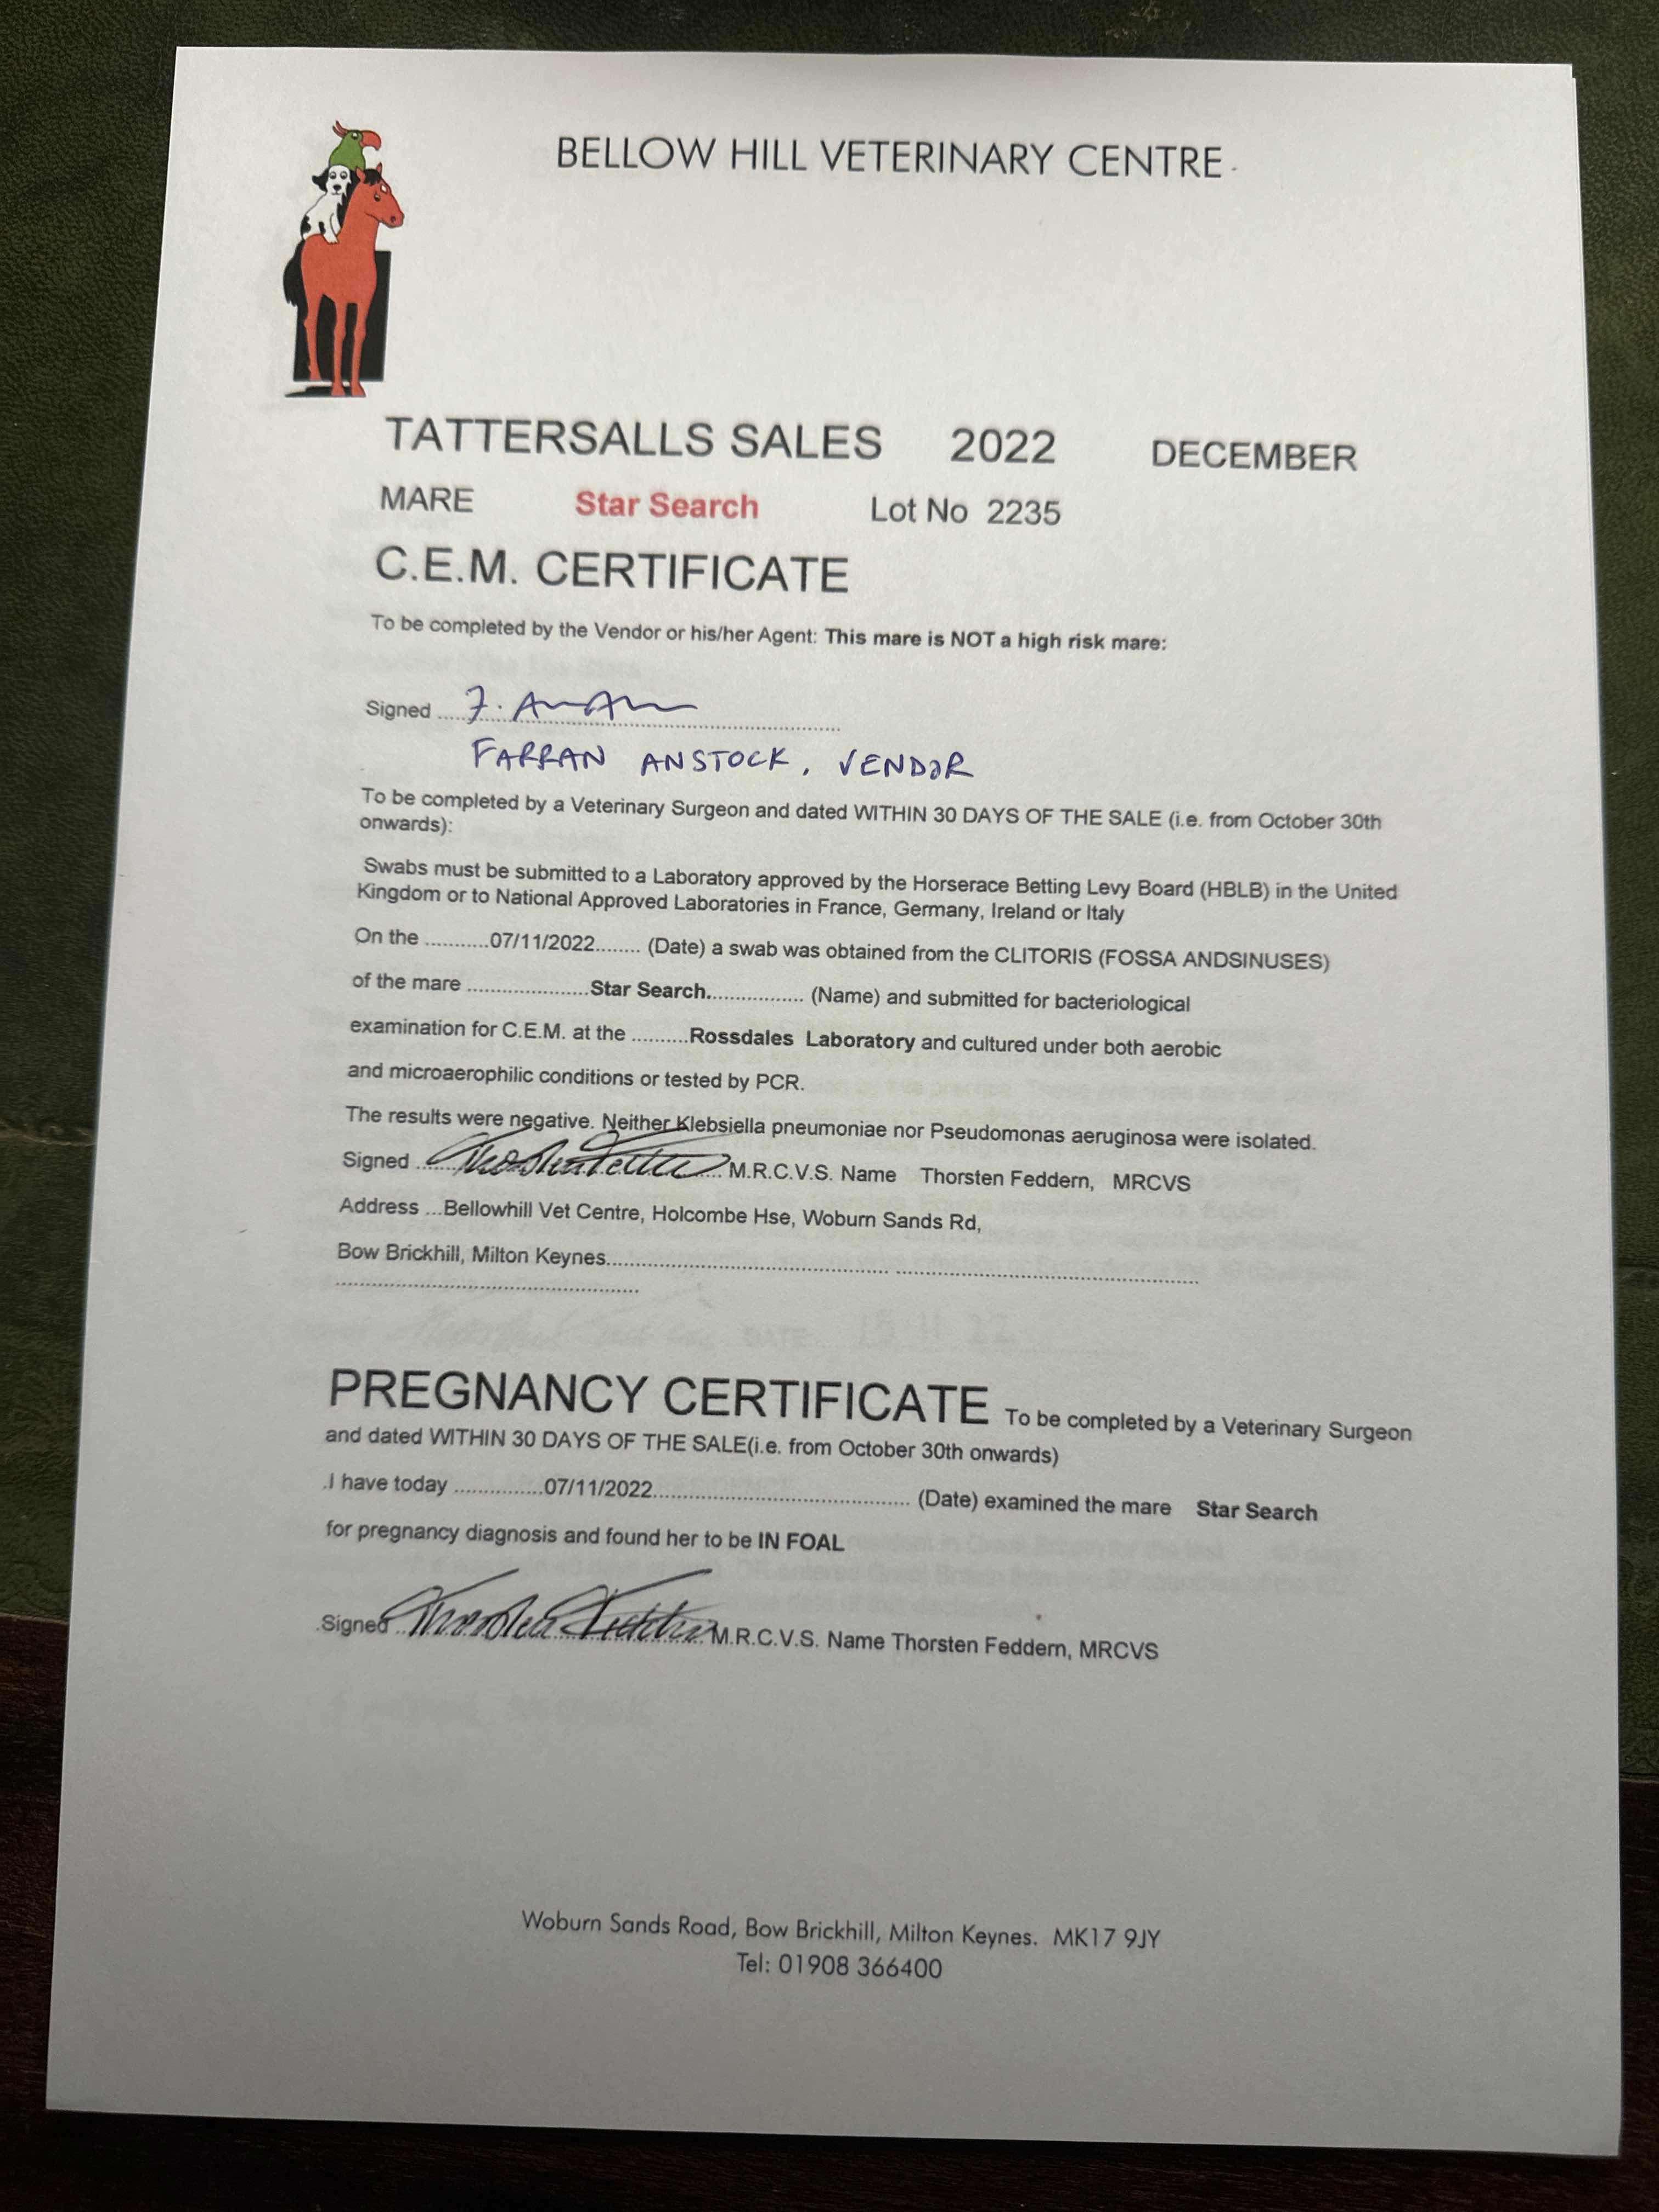 BELLOW HILL VETERINARY CENTRE
TATTERSALLS SALES 2022 DECEMBER
MARE Star Search Lot No 2235
C.E.M. CERTIFICATE
To be completed by the Vendor or his/her Agent: This mare is NOT a high risk mare:
Signed ....................
FARRAN ANSTOCK, VENDOR
To be completed by a Veterinary Surgeon and dated WITHIN 30 DAYS OF THE SALE (i.e. from October 30th
onwards):
Swabs must be submitted to a Laboratory approved by the Horserace Betting Levy Board (HBLB) in the United
Kingdom or to National Approved Laboratories in France, Germany, Ireland or Italy
On the ...........07/11/2022........ (Date) a swab was obtained from the CLITORIS (FOSSA ANDSINUSES)
of the mare .....................Star Search................. (Name) and submitted for bacteriological
examination for C.E.M. at the ..........Rossdales Laboratory and cultured under both aerobic
and microaerophilic conditions or tested by PCR.
The results were negative. Neither Klebsiella pneumoniae nor Pseudomonas aeruginosa were isolated.
Signed .................... M.R.C.V.S. Name Thorsten Feddern, MRCVS
Address ...Bellowhill Vet Centre, Holcombe Hse, Woburn Sands Rd,
Bow Brickhill, Milton Keynes....................
PREGNANCY CERTIFICATE To be completed by a Veterinary Surgeon
and dated WITHIN 30 DAYS OF THE SALE(i.e. from October 30th onwards)
.I have today ...............07/11/2022............................................ (Date) examined the mare Star Search
for pregnancy diagnosis and found her to be IN FOAL
.Signed .................... M.R.C.V.S. Name Thorsten Feddern, MRCVS
Woburn Sands Road, Bow Brickhill, Milton Keynes. MK17 9JY
Tel: 01908 366400